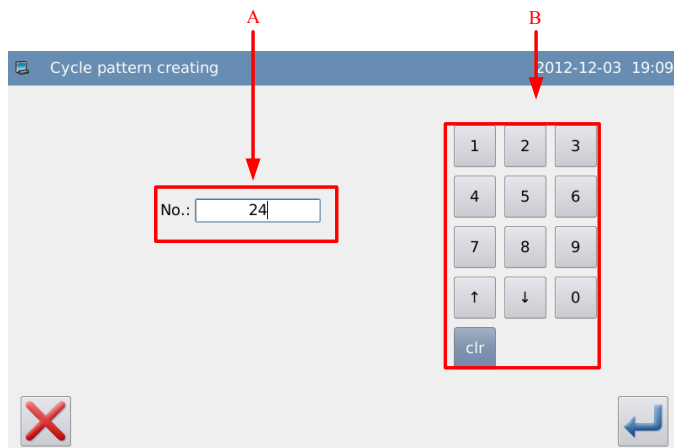 A B
Cycle pattern creating 2012-12-03 19:09
1 2 3
No.: 24
4 5 6
7 8 9
↑ ↓ 0
clr